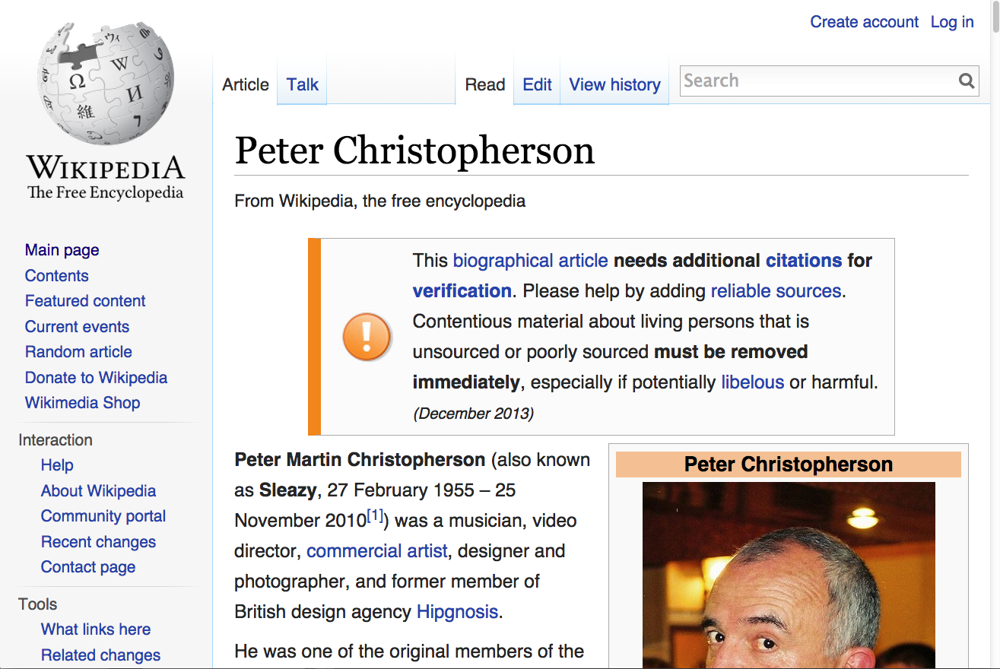 Create account Log in
Article Talk Read Edit View history Search
WIKIPEDIA
The Free Encyclopedia
Main page
Contents
Featured content
Current events
Random article
Donate to Wikipedia
Wikimedia Shop
Interaction
Help
About Wikipedia
Community portal
Recent changes
Contact page
Tools
What links here
Related changes
Peter Christopherson
From Wikipedia, the free encyclopedia
This biographical article needs additional citations for
verification. Please help by adding reliable sources.
Contentious material about living persons that is
unsourced or poorly sourced must be removed
immediately, especially if potentially libelous or harmful.
(December 2013)
Peter Martin Christopherson (also known
as Sleazy, 27 February 1955 – 25
November 2010[1]) was a musician, video
director, commercial artist, designer and
photographer, and former member of
British design agency Hipgnosis.
He was one of the original members of the
Peter Christopherson